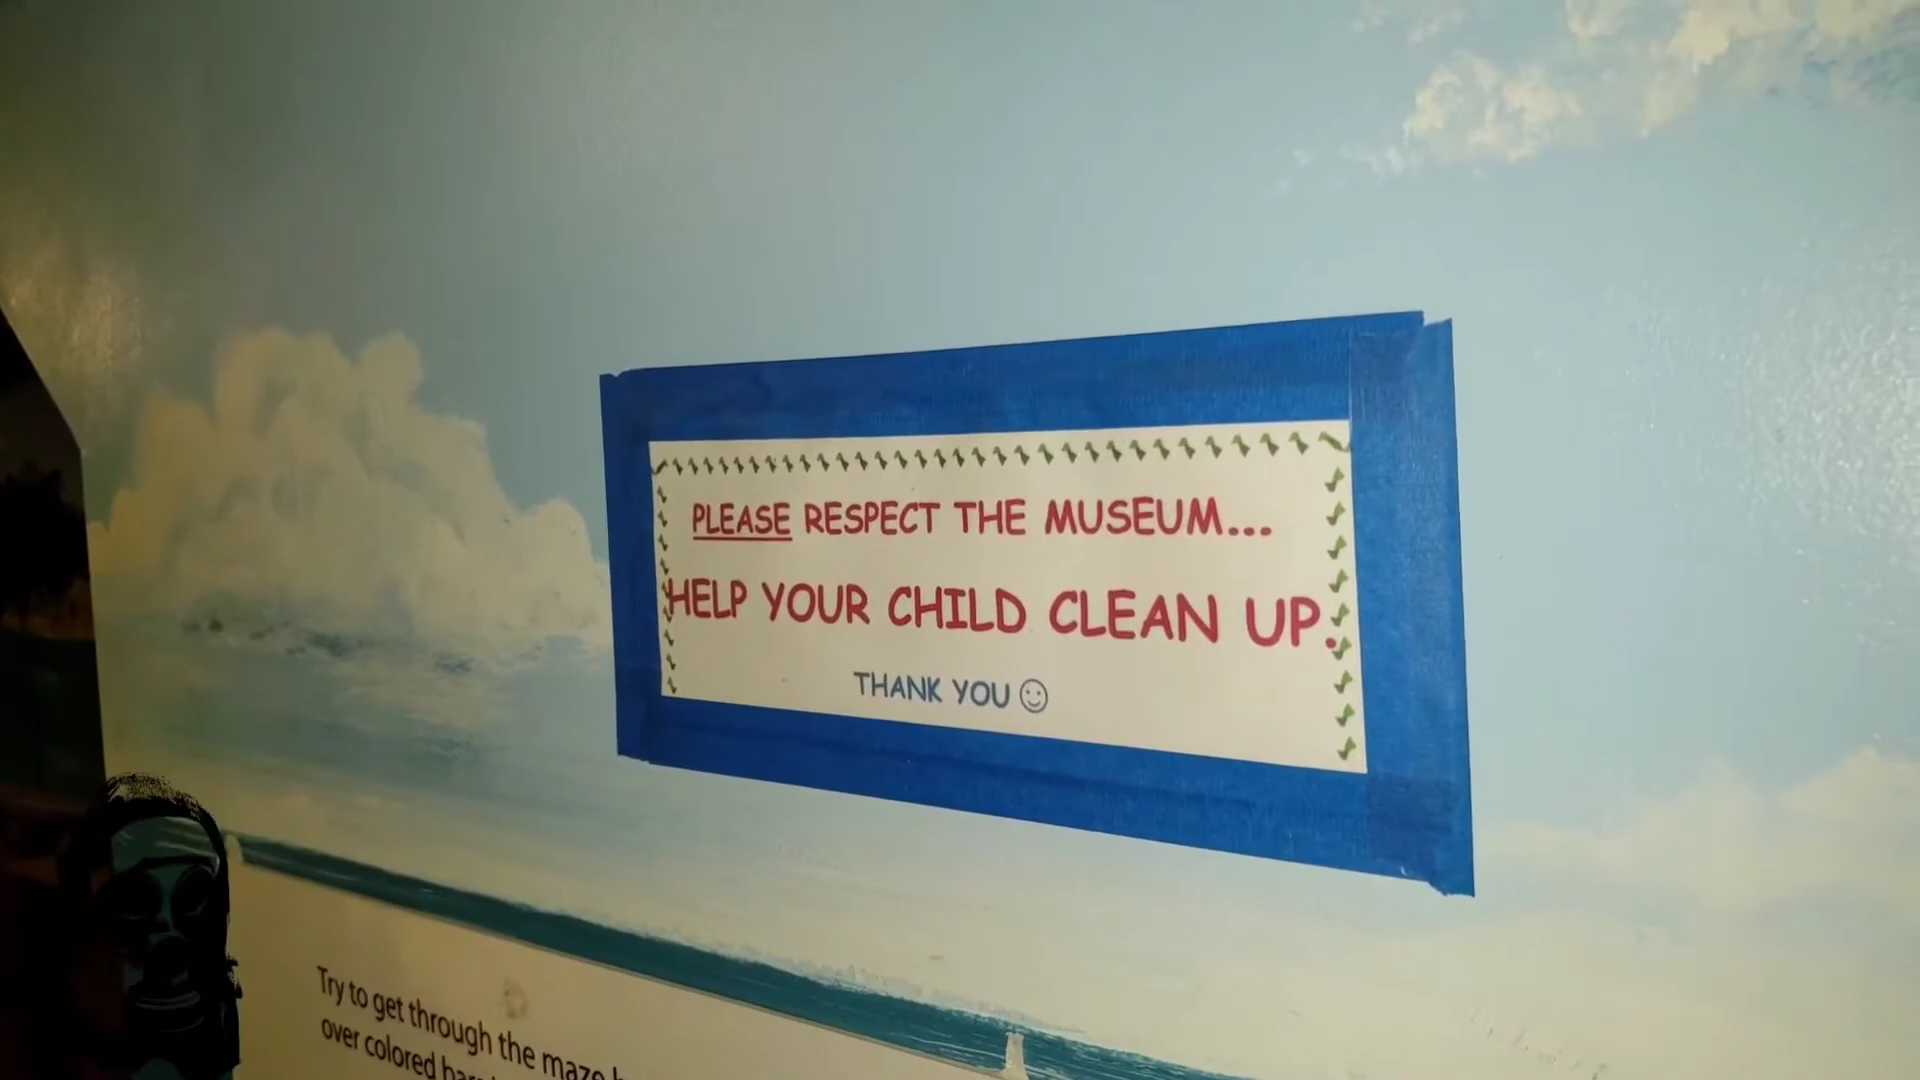 PLEASE RESPECT THE MUSEUM...
HELP YOUR CHILD CLEAN UP.
THANK YOU ☺
Try to get through the maze
over colored